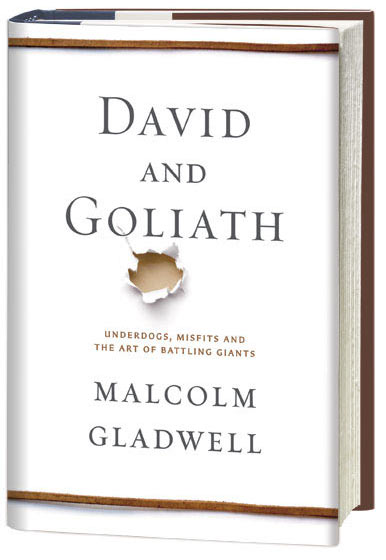 DAVID
AND
GOLIATH
UNDERDOGS, MISFITS AND
THE ART OF BATTLING GIANTS
MALCOLM
GLADWELL